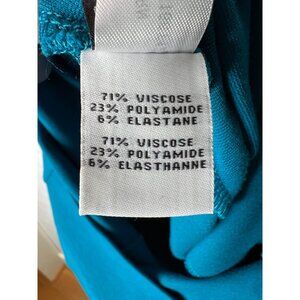 71% VISCOSE
23% POLYAMIDE
6% ELASTANE
71% VISCOSE
23% POLYAMIDE
6% ELASTHANNE